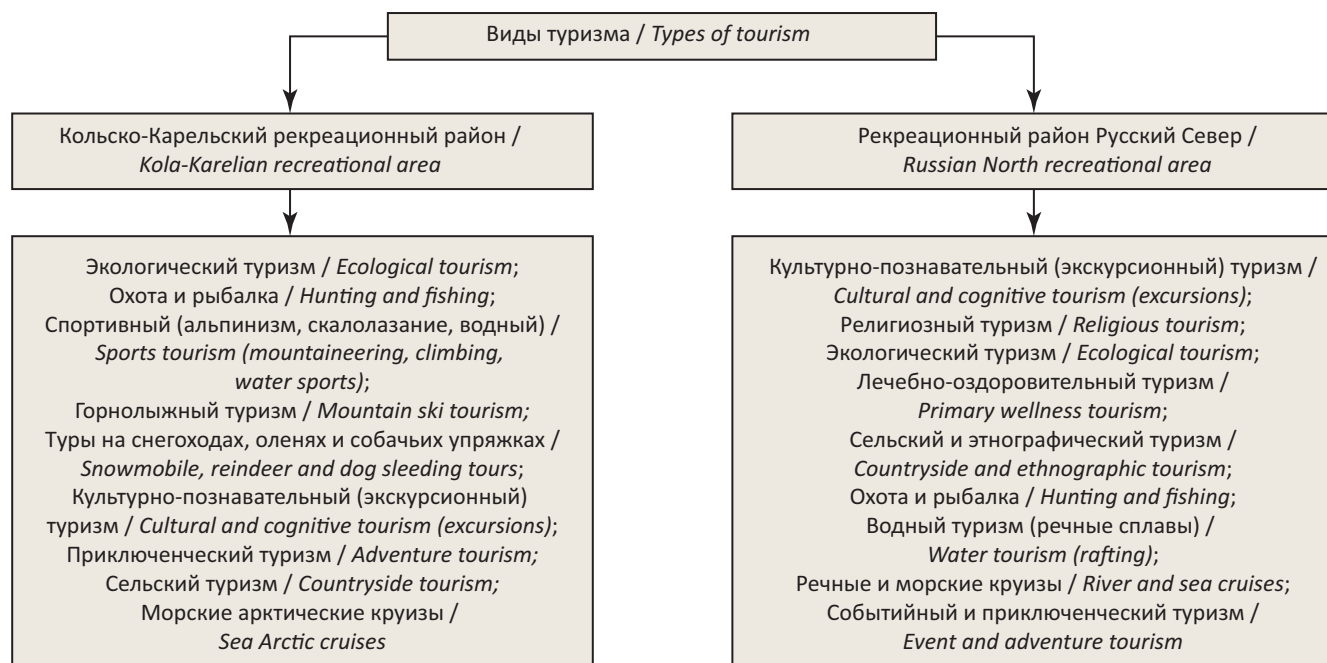 Виды туризма / Types of tourism
Кольско-Карельский рекреационный район /
Kola-Karelian recreational area
Экологический туризм / Ecological tourism;
Охота и рыбалка / Hunting and fishing;
Спортивный (альпинизм, скалолазание, водный) /
Sports tourism (mountaineering, climbing,
water sports);
Горнолыжный туризм / Mountain ski tourism;
Туры на снегоходах, оленях и собачьих упряжках /
Snowmobile, reindeer and dog sleeding tours;
Культурно-познавательный (экскурсионный)
туризм / Cultural and cognitive tourism (excursions);
Приключенческий туризм / Adventure tourism;
Сельский туризм / Countryside tourism;
Морские арктические круизы /
Sea Arctic cruises
Рекреационный район Русский Север /
Russian North recreational area
Культурно-познавательный (экскурсионный) туризм /
Cultural and cognitive tourism (excursions);
Религиозный туризм / Religious tourism;
Экологический туризм / Ecological tourism;
Лечебно-оздоровительный туризм /
Primary wellness tourism;
Сельский и этнографический туризм /
Countryside and ethnographic tourism;
Охота и рыбалка / Hunting and fishing;
Водный туризм (речные сплавы) /
Water tourism (rafting);
Речные и морские круизы / River and sea cruises;
Событийный и приключенческий туризм /
Event and adventure tourism